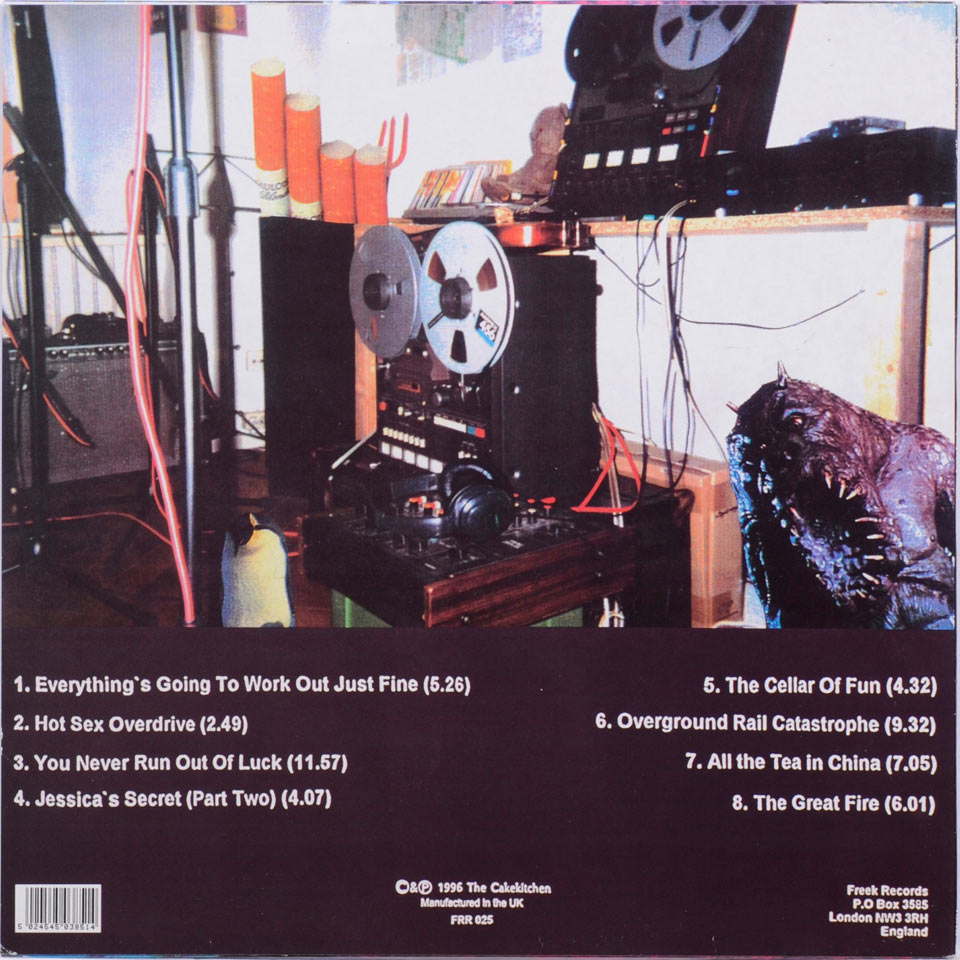 1. Everything`s Going To Work Out Just Fine (5.26)
2. Hot Sex Overdrive (2.49)
3. You Never Run Out Of Luck (11.57)
4. Jessica`s Secret (Part Two) (4.07)
5. The Cellar Of Fun (4.32)
6. Overground Rail Catastrophe (9.32)
7. All the Tea in China (7.05)
8. The Great Fire (6.01)
5 024545 038514
©&℗ 1996 The Cakekitchen
Manufactured in the UK
FRR 025
Freek Records
P.O Box 3585
London NW3 3RH
England